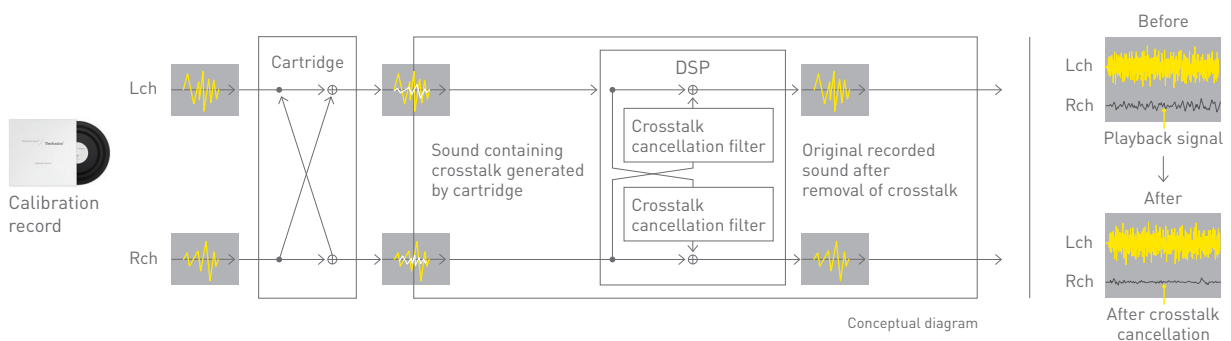 Calibration
record
Lch
Rch
Cartridge
Sound containing
crosstalk generated
by cartridge
DSP
Crosstalk
cancellation filter
Crosstalk
cancellation filter
Original recorded
sound after
removal of crosstalk
Conceptual diagram
Before
Lch
Rch
Playback signal
After
Lch
Rch
After crosstalk
cancellation